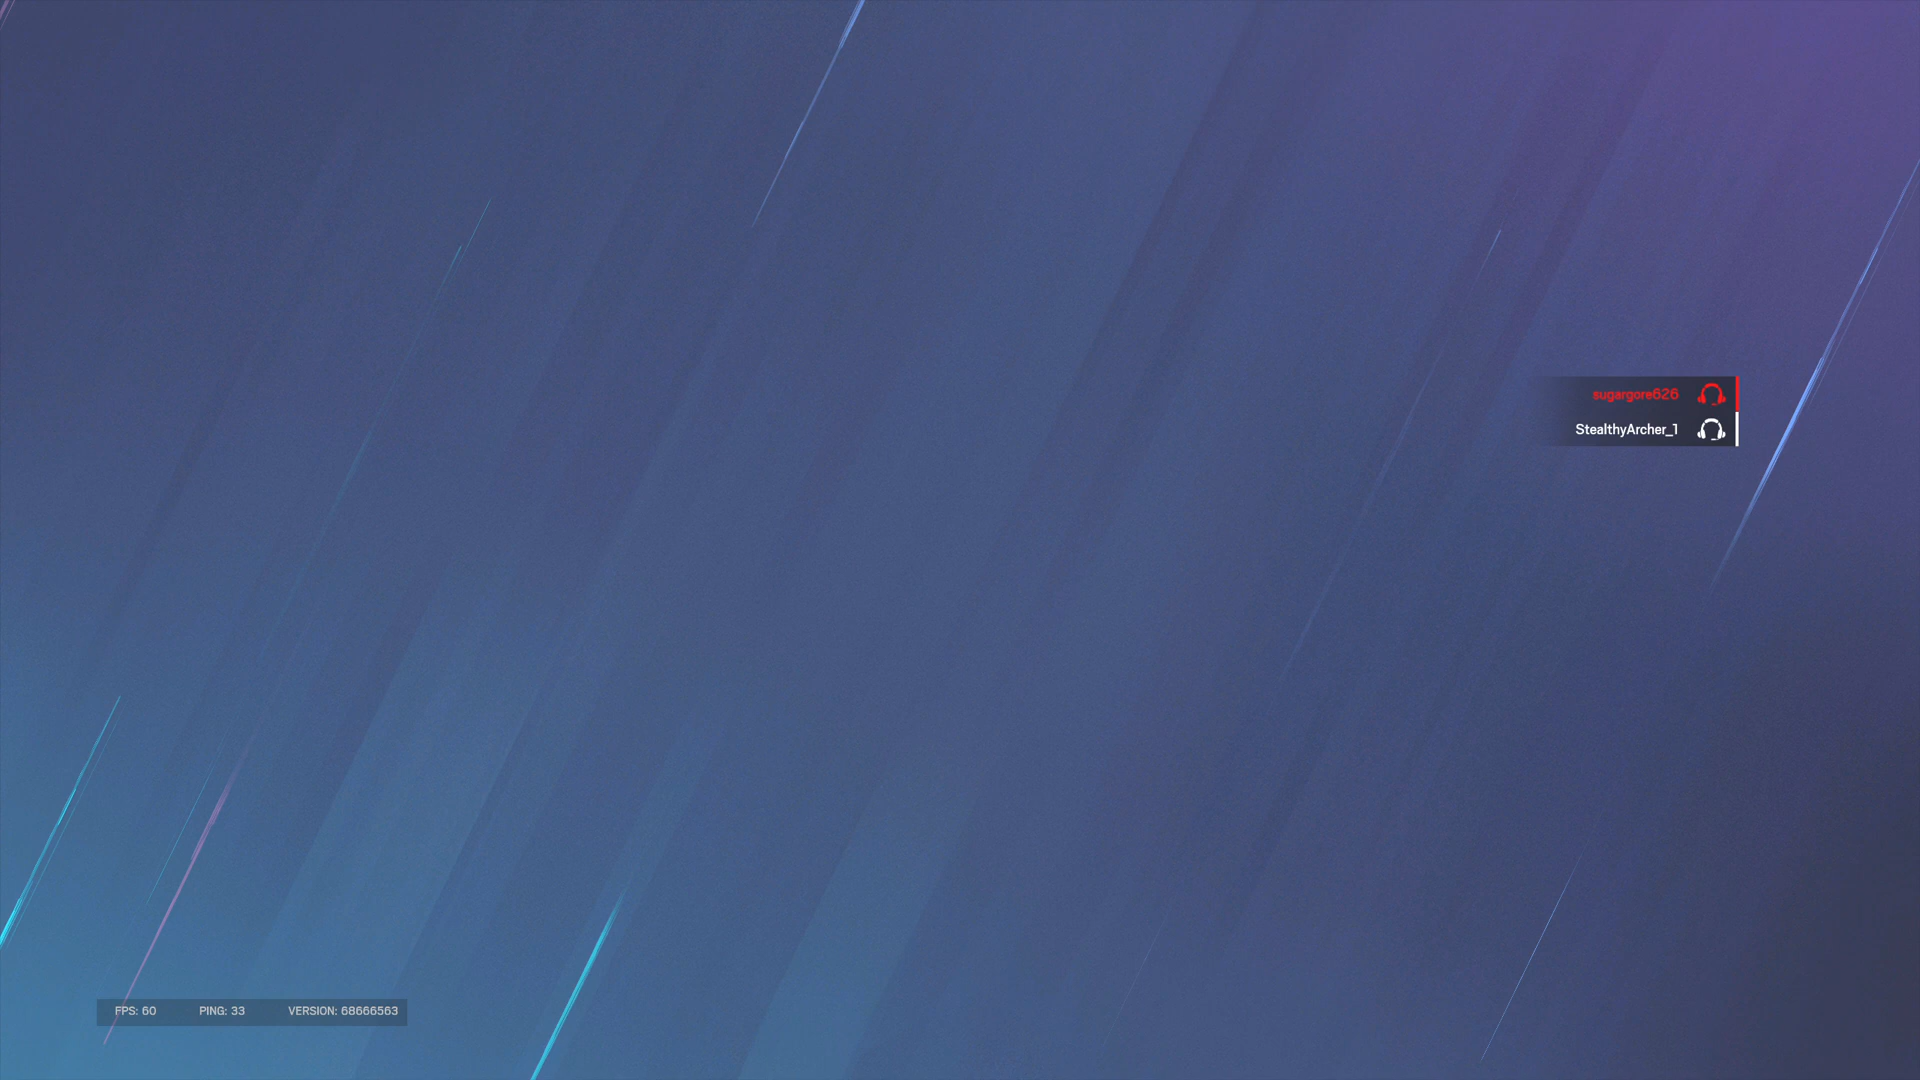 sugargore626
StealthyArcher_1
FPS: 60 PING: 33 VERSION: 68666563